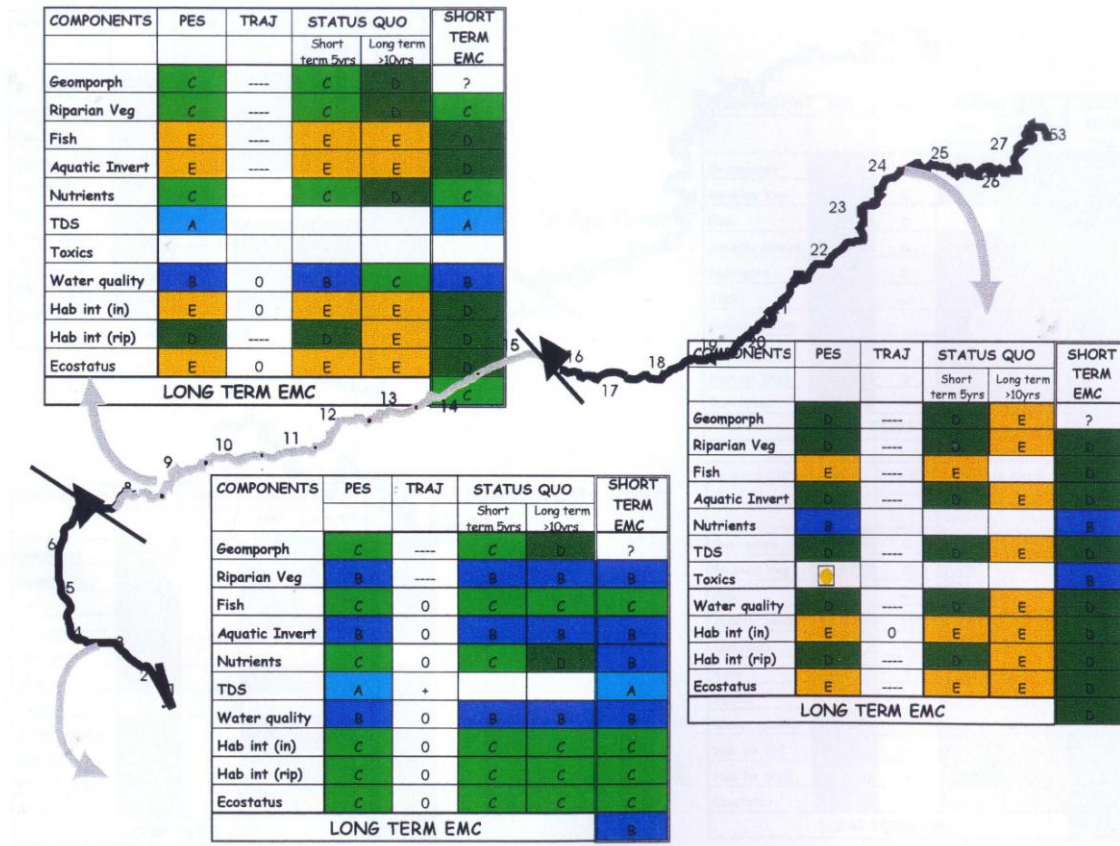 COMPONENTS PES TRAJ STATUS QUO SHORT TERM EMC
Short term 5yrs Long term >10yrs
Geomporph C ---- C D ?
Riparian Veg C ---- C D C
Fish E ---- E E D
Aquatic Invert E ---- E E D
Nutrients C ---- C D C
TDS A A
Toxics
Water quality B 0 B C B
Hab int (in) E 0 E E D
Hab int (rip) D ---- D E D
Ecostatus E 0 E E D
LONG TERM EMC C
53
27
26
25
24
23
22
20
19
18
17
16
15
14
13
12
11
10
9
8
6
5
4
3
2
1
COMPONENTS PES TRAJ STATUS QUO SHORT TERM EMC
Short term 5yrs Long term >10yrs
Geomporph C ---- C D ?
Riparian Veg B ---- B B B
Fish C 0 C C C
Aquatic Invert B 0 B B B
Nutrients C 0 C D B
TDS A + A
Water quality B 0 B B B
Hab int (in) C 0 C C C
Hab int (rip) C 0 C C C
Ecostatus C 0 C C C
LONG TERM EMC B
COMPONENTS PES TRAJ STATUS QUO SHORT TERM EMC
Short term 5yrs Long term >10yrs
Geomporph D ---- D E ?
Riparian Veg D ---- D E D
Fish E ---- E D
Aquatic Invert D ---- D E D
Nutrients B B
TDS D ---- D E D
Toxics B
Water quality D ---- D E D
Hab int (in) E 0 E E D
Hab int (rip) D ---- D E D
Ecostatus E ---- E E D
LONG TERM EMC D